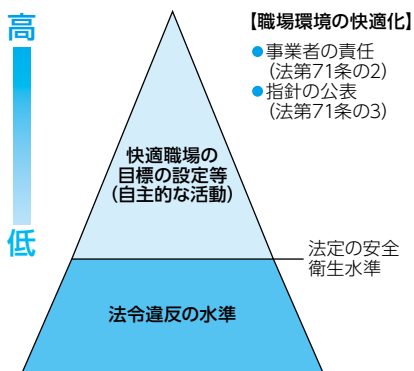 高
低
【職場環境の快適化】
●事業者の責任
(法第71条の2)
●指針の公表
(法第71条の3)
快適職場の
目標の設定等
(自主的な活動)
法定の安全
衛生水準
法令違反の水準